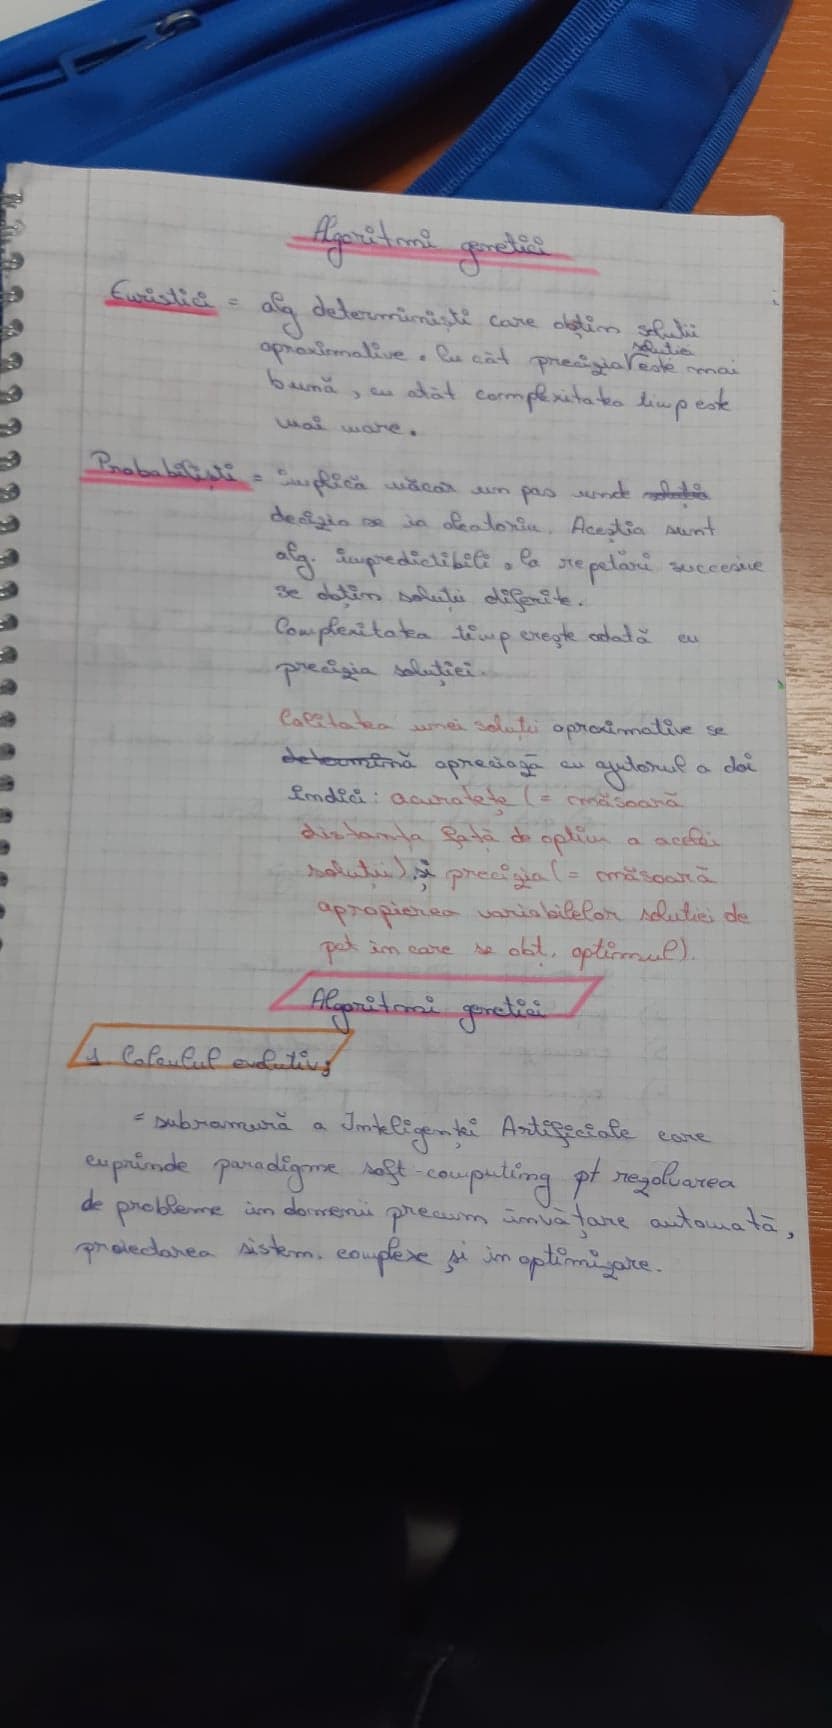 Algoritmi genetici
Euristici = alg determiniști care obțin soluții
aproximative. Cu cât precizia soluției este mai
bună, cu atât complexitatea timp este
mai mare.
Probabiliști = implică măcar un pas unde soluția
decizia se ia aleatoriu. Aceștia sunt
alg. impredictibili, la repetări succesive
se obțin soluții diferite.
Complexitatea timp crește odată cu
precizia soluției.
Calitatea unei soluții aproximative se
determină apreciază cu ajutorul a doi
indici: acuratețe (= măsoară
distanța față de optim a acelei
soluții) și precizia (= măsoară
apropierea variabilelor soluției de
pct în care se obț. optimul).
Algoritmi genetici
1 Calculul evolutiv
= subramură a Inteligenței Artificiale care
cuprinde paradigme soft-computing pt rezolvarea
de probleme în domenii precum învățare automată,
proiectarea sistem. complexe și în optimizare.